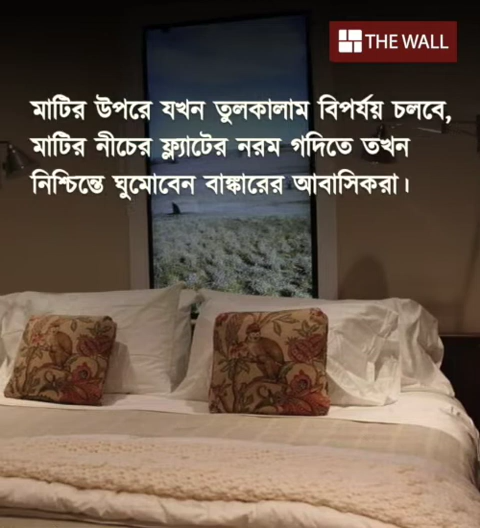 THE WALL
মাটির উপরে যখন তুলকালাম বিপর্যয় চলবে,
মাটির নীচের ফ্ল্যাটের নরম গদিতে তখন
নিশ্চিন্তে ঘুমোবেন বাঙ্কারের আবাসিকরা।